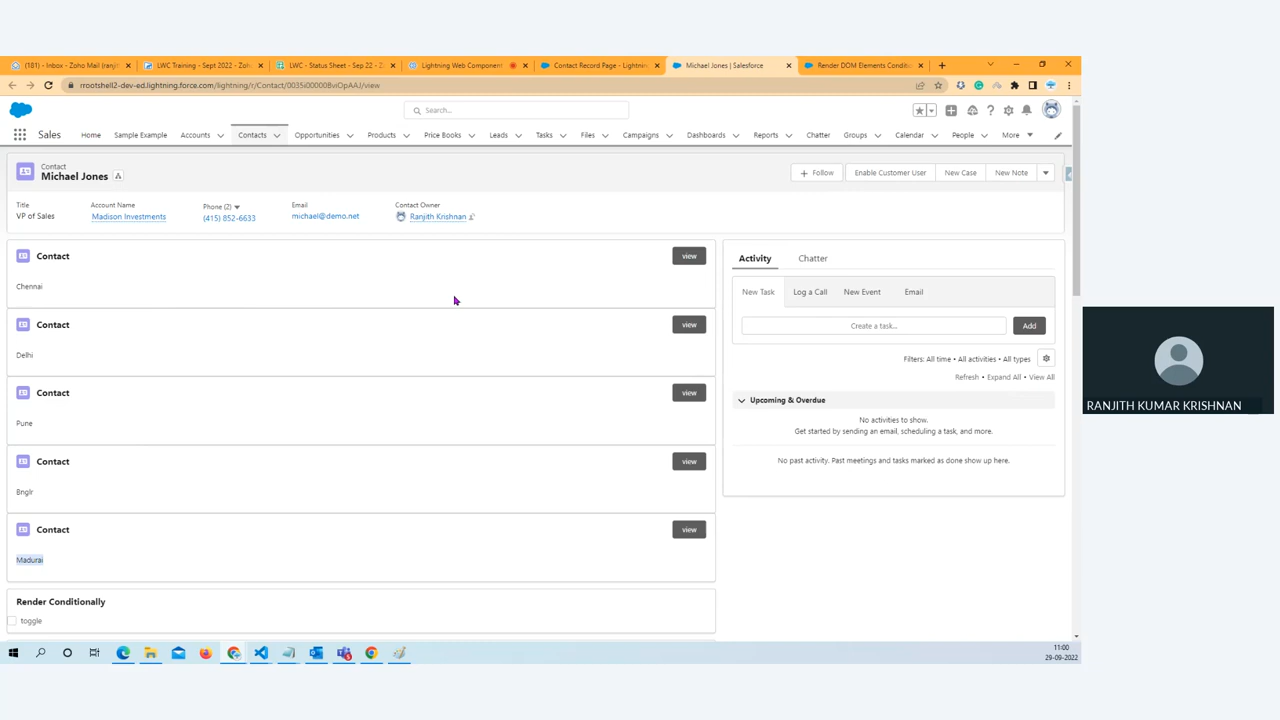 (181) - Inbox - Zoho Mail (ranji
LWC Training - Sept 2022 - Zoh
LWC - Status Sheet - Sep 22 - Z
Lightning Web Component
Contact Record Page - Lightnin
Michael Jones | Salesforce
Render DOM Elements Conditio
rrootshell2-dev-ed.lightning.force.com/lightning/r/Contact/0035i00000BviOpAAJ/view
Search...
Sales
Home
Sample Example
Accounts
Contacts
Opportunities
Products
Price Books
Leads
Tasks
Files
Campaigns
Dashboards
Reports
Chatter
Groups
Calendar
People
More
Contact
Michael Jones
Follow
Enable Customer User
New Case
New Note
Title
VP of Sales
Account Name
Madison Investments
Phone (2)
(415) 852-6633
Email
michael@demo.net
Contact Owner
Ranjith Krishnan
Contact
view
Chennai
Contact
view
Delhi
Contact
view
Pune
Contact
view
Bnglr
Contact
view
Madurai
Render Conditionally
toggle
Activity
Chatter
New Task
Log a Call
New Event
Email
Create a task...
Add
Filters: All time • All activities • All types
Refresh • Expand All • View All
Upcoming & Overdue
No activities to show.
Get started by sending an email, scheduling a task, and more.
No past activity. Past meetings and tasks marked as done show up here.
RANJITH KUMAR KRISHNAN
11:00
29-09-2022